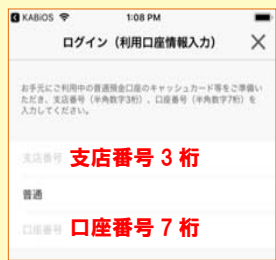 KABiOS 1:08 PM
ログイン（利用口座情報入力） ×
お手元にご利用中の普通預金口座のキャッシュカード等をご準備い
ただき、支店番号（半角数字3桁）、口座番号（半角数字7桁）を
入力してください。
支店番号 支店番号 3 桁
普通
口座番号 口座番号 7 桁